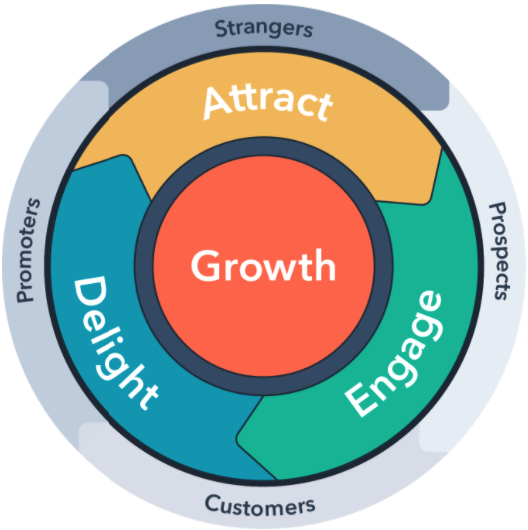 Strangers
Attract
Promoters
Growth
Prospects
Delight
Engage
Customers